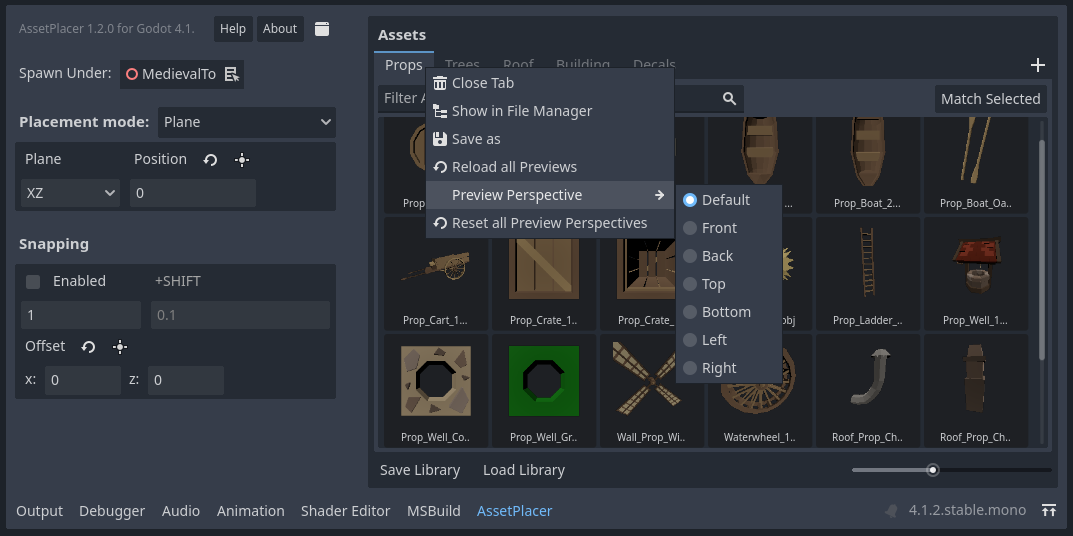 AssetPlacer 1.2.0 for Godot 4.1.
Help
About
Spawn Under:
MedievalTo
Placement mode:
Plane
Plane
Position
XZ
0
Snapping
Enabled
+SHIFT
1
0.1
Offset
x:
0
z:
0
Assets
Props
Trees
Roof
Building
Decals
Filter
Match Selected
Close Tab
Show in File Manager
Save as
Reload all Previews
Preview Perspective
Reset all Preview Perspectives
Default
Front
Back
Top
Bottom
Left
Right
Prop_Boat_2...
Prop_Boat_Oa..
Prop_Cart_1...
Prop_Crate_1..
Prop_Crate_
obj
Prop_Ladder_..
Prop_Well_1...
Prop_Well_Co..
Prop_Well_Gr..
Wall_Prop_Wi..
Waterwheel_1..
Roof_Prop_Ch..
Roof_Prop_Ch..
Save Library
Load Library
Output
Debugger
Audio
Animation
Shader Editor
MSBuild
AssetPlacer
4.1.2.stable.mono